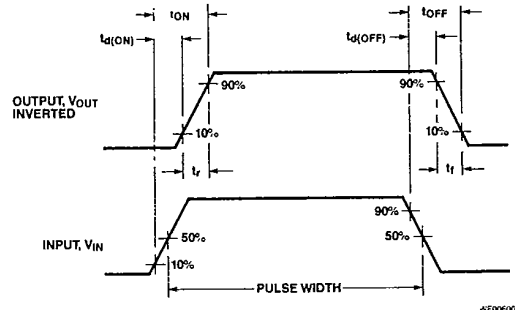 tON
tOFF
td(ON)
td(OFF)
OUTPUT, VOUT
INVERTED
90%
90%
10%
10%
tr
tf
INPUT, VIN
90%
50%
50%
10%
PULSE WIDTH